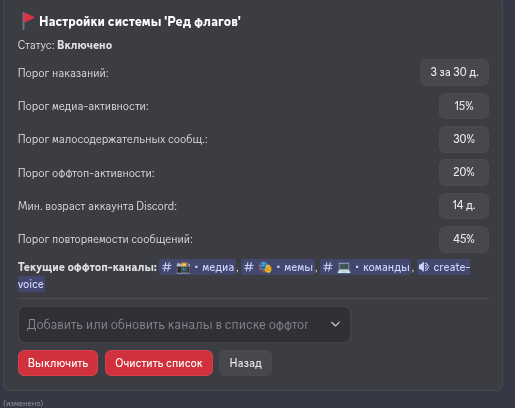 🚩 Настройки системы 'Ред флагов'
Статус: Включено
Порог наказаний: 3 за 30 д.
Порог медиа-активности: 15%
Порог малосодержательных сообщ.: 30%
Порог оффтоп-активности: 20%
Мин. возраст аккаунта Discord: 14 д.
Порог повторяемости сообщений: 45%
Текущие оффтоп-каналы: # 📸 • медиа, # 🎭 • мемы, # 💻 • команды, 🔊 create-
voice
Добавить или обновить каналы в списке оффтоп
Выключить Очистить список Назад
(изменено)